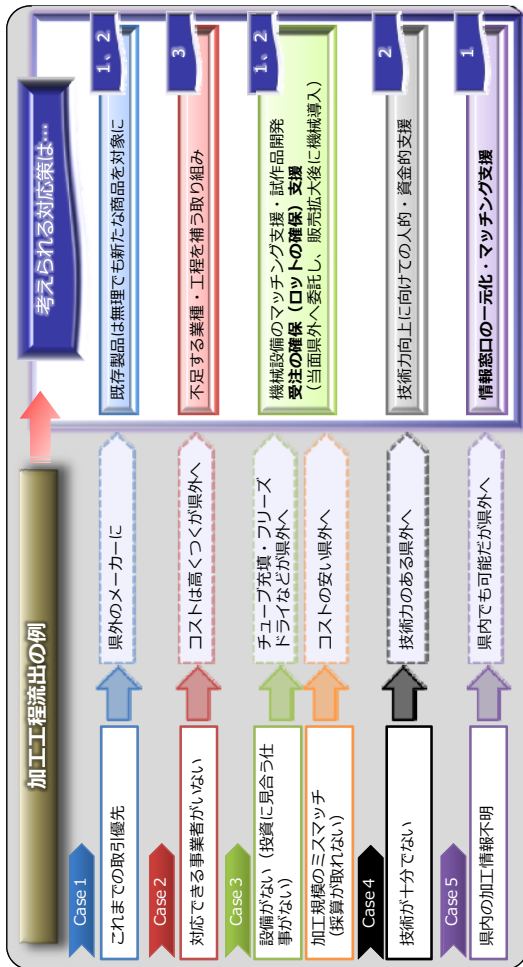 加工工程流出の例
考えられる対応策は…
Case 1
これまでの取引優先
県外のメーカーに
既存製品は無理でも新たな商品を対象に
1、2
Case 2
対応できる事業者がいない
コストは高くつくが県外へ
不足する業種・工程を補う取り組み
3
Case 3
設備がない（投資に見合う仕
事がない）
チューブ充填・フリーズ
ドライなどが県外へ
加工規模のミスマッチ
（採算が取れない）
コストの安い県外へ
機械設備のマッチング支援・試作品開発
受注の確保（ロットの確保）支援
（当面県外へ委託し、販売拡大後に機械導入）
1、2
Case 4
技術が十分でない
技術力のある県外へ
技術力向上に向けての人的・資金的支援
2
Case 5
県内の加工情報不明
県内でも可能だが県外へ
情報窓口の一元化・マッチング支援
1